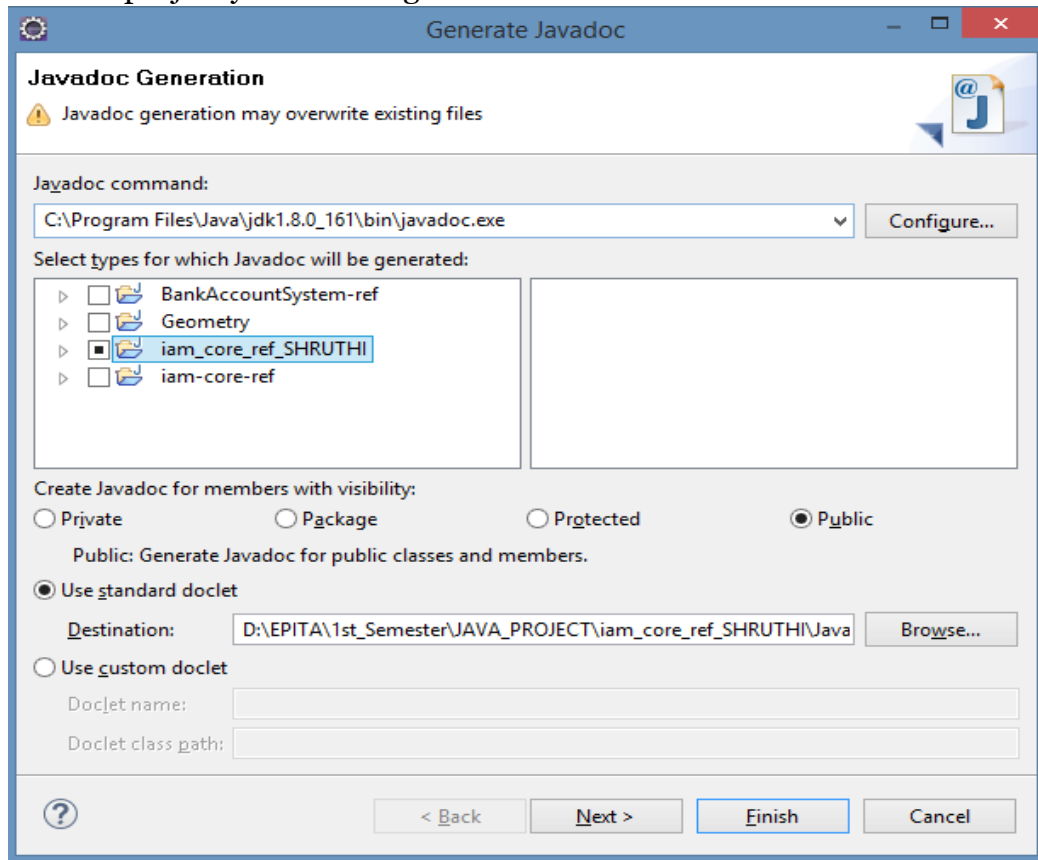 Generate Javadoc
Javadoc Generation
Javadoc generation may overwrite existing files
@
J
Javadoc command:
C:\Program Files\Java\jdk1.8.0_161\bin\javadoc.exe
Configure...
Select types for which Javadoc will be generated:
BankAccountSystem-ref
Geometry
iam_core_ref_SHRUTHI
iam-core-ref
Create Javadoc for members with visibility:
Private Package Protected Public
Public: Generate Javadoc for public classes and members.
Use standard doclet
Destination: D:\EPITA\1st_Semester\JAVA_PROJECT\iam_core_ref_SHRUTHI\Java Browse...
Use custom doclet
Doclet name:
Doclet class path:
? < Back Next > Finish Cancel